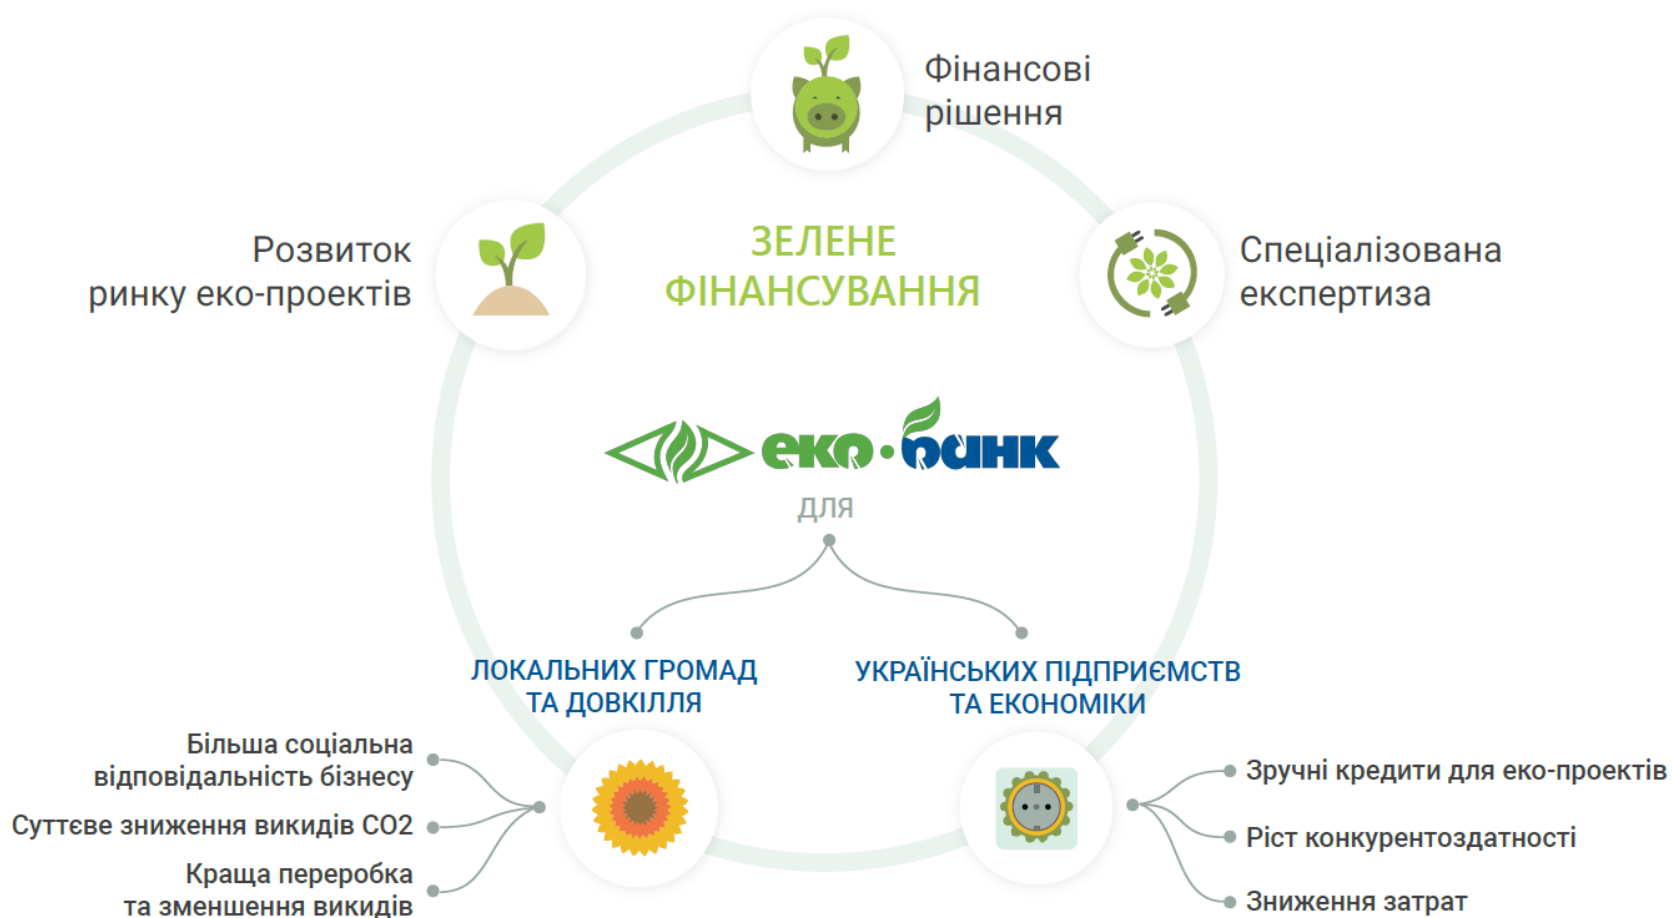 Фінансові
рішення
Розвиток
ринку еко-проектів
ЗЕЛЕНЕ
ФІНАНСУВАННЯ
Спеціалізована
експертиза
еко·банк
для
ЛОКАЛЬНИХ ГРОМАД
ТА ДОВКІЛЛЯ
УКРАЇНСЬКИХ ПІДПРИЄМСТВ
ТА ЕКОНОМІКИ
Більша соціальна
відповідальність бізнесу
Суттєве зниження викидів CO2
Краща переробка
та зменшення викидів
Зручні кредити для еко-проектів
Ріст конкурентоздатності
Зниження затрат